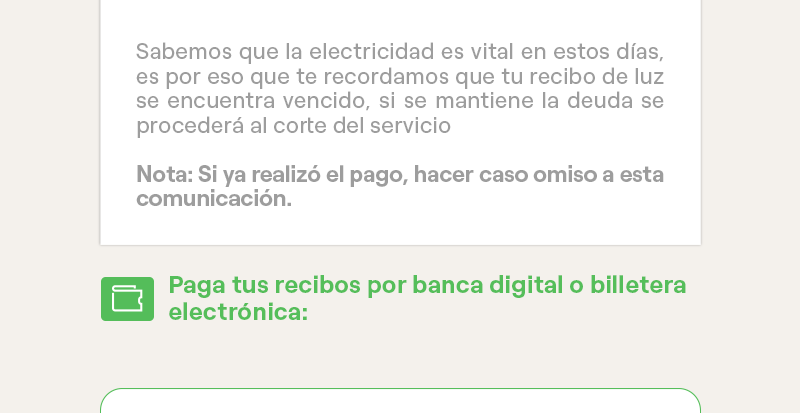 Sabemos que la electricidad es vital en estos días,
es por eso que te recordamos que tu recibo de luz
se encuentra vencido, si se mantiene la deuda se
procederá al corte del servicio
Nota: Si ya realizó el pago, hacer caso omiso a esta
comunicación.
Paga tus recibos por banca digital o billetera
electrónica: